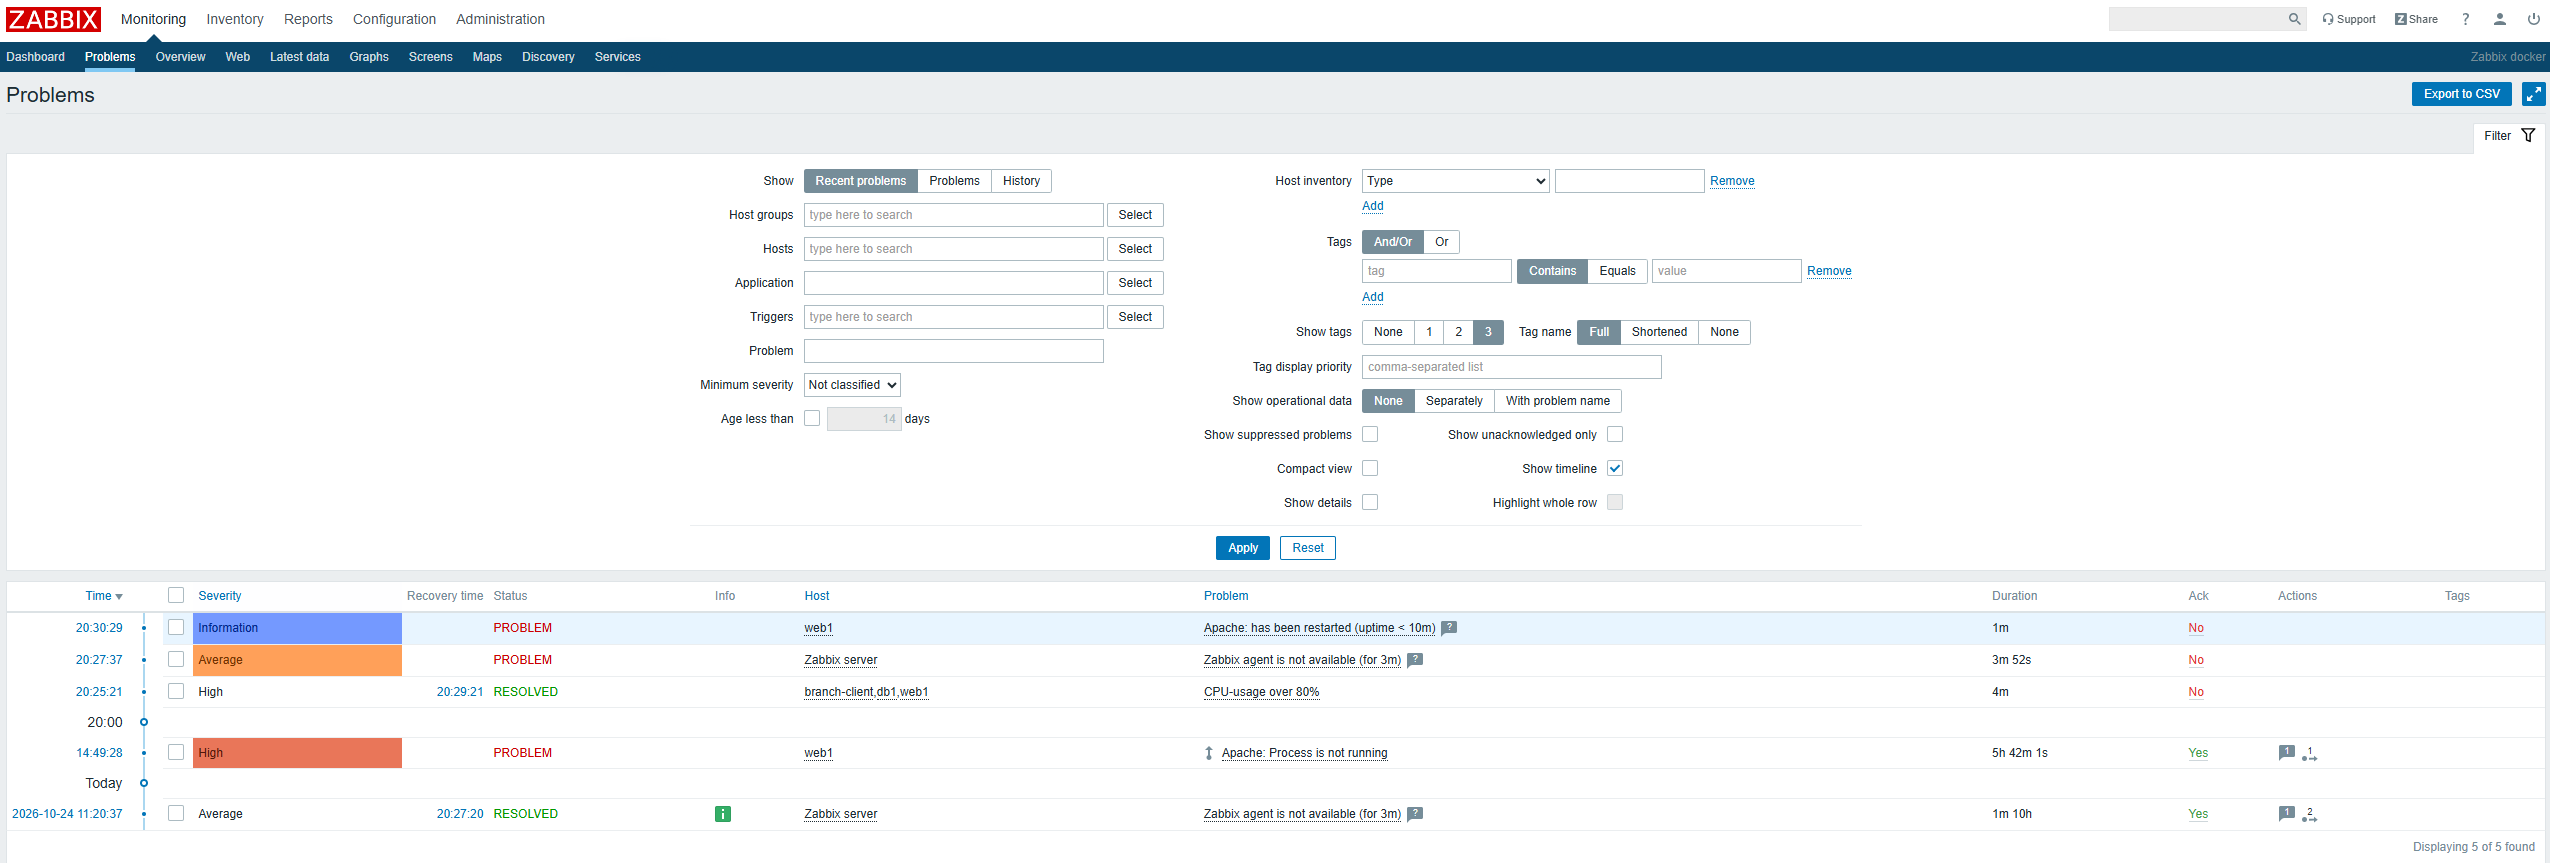 ZABBIX Monitoring Inventory Reports Configuration Administration Support Z Share ?
Dashboard Problems Overview Web Latest data Graphs Screens Maps Discovery Services Zabbix docker
Problems Export to CSV
Filter
Show Recent problems Problems History Host inventory Type Remove
Add
Host groups type here to search Select
Hosts type here to search Select Tags And/Or Or
tag Contains Equals value Remove
Application Select
Add
Triggers type here to search Select
Show tags None 1 2 3 Tag name Full Shortened None
Problem
Tag display priority comma-separated list
Minimum severity Not classified
Show operational data None Separately With problem name
Age less than 14 days
Show suppressed problems Show unacknowledged only
Compact view Show timeline
Show details Highlight whole row
Apply Reset
Time Severity Recovery time Status Info Host Problem Duration Ack Actions Tags
20:30:29 Information PROBLEM web1 Apache: has been restarted (uptime < 10m) ? 1m No
20:27:37 Average PROBLEM Zabbix server Zabbix agent is not available (for 3m) ? 3m 52s No
20:25:21 High 20:29:21 RESOLVED branch-client,db1,web1 CPU-usage over 80% 4m No
20:00
14:49:28 High PROBLEM web1 Apache: Process is not running 5h 42m 1s Yes 1 1
Today
2026-10-24 11:20:37 Average 20:27:20 RESOLVED i Zabbix server Zabbix agent is not available (for 3m) ? 1m 10h Yes 1 2
Displaying 5 of 5 found